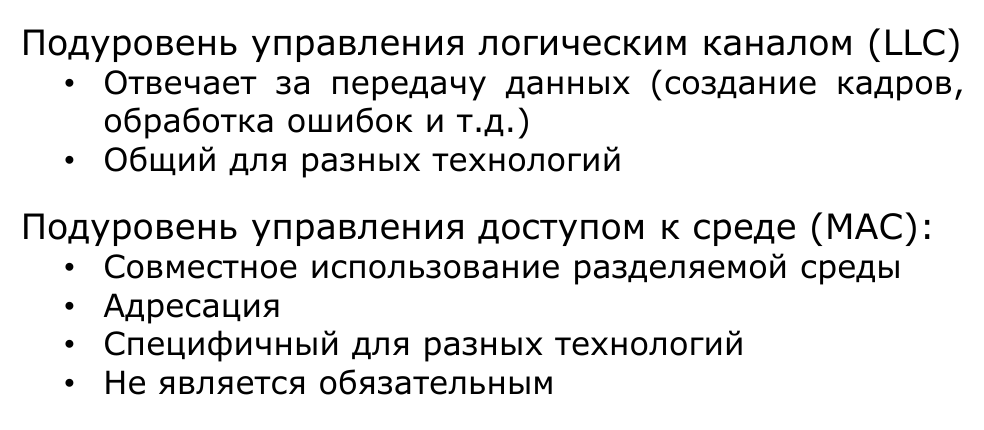 Подуровень управления логическим каналом (LLC)
• Отвечает за передачу данных (создание кадров,
обработка ошибок и т.д.)
• Общий для разных технологий
Подуровень управления доступом к среде (MAC):
• Совместное использование разделяемой среды
• Адресация
• Специфичный для разных технологий
• Не является обязательным